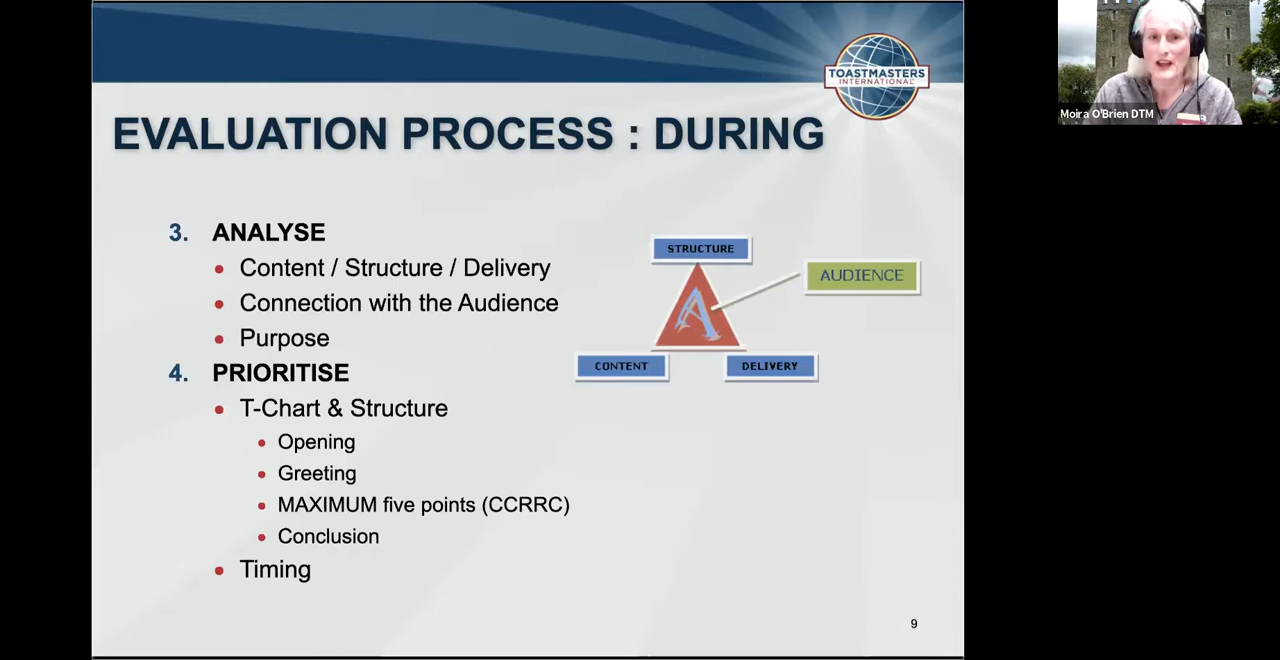 TOASTMASTERS
INTERNATIONAL
EVALUATION PROCESS : DURING
3. ANALYSE
• Content / Structure / Delivery
• Connection with the Audience
• Purpose
4. PRIORITISE
• T-Chart & Structure
• Opening
• Greeting
• MAXIMUM five points (CCRRC)
• Conclusion
• Timing
STRUCTURE
AUDIENCE
A
CONTENT
DELIVERY
9
Moira O'Brien DTM